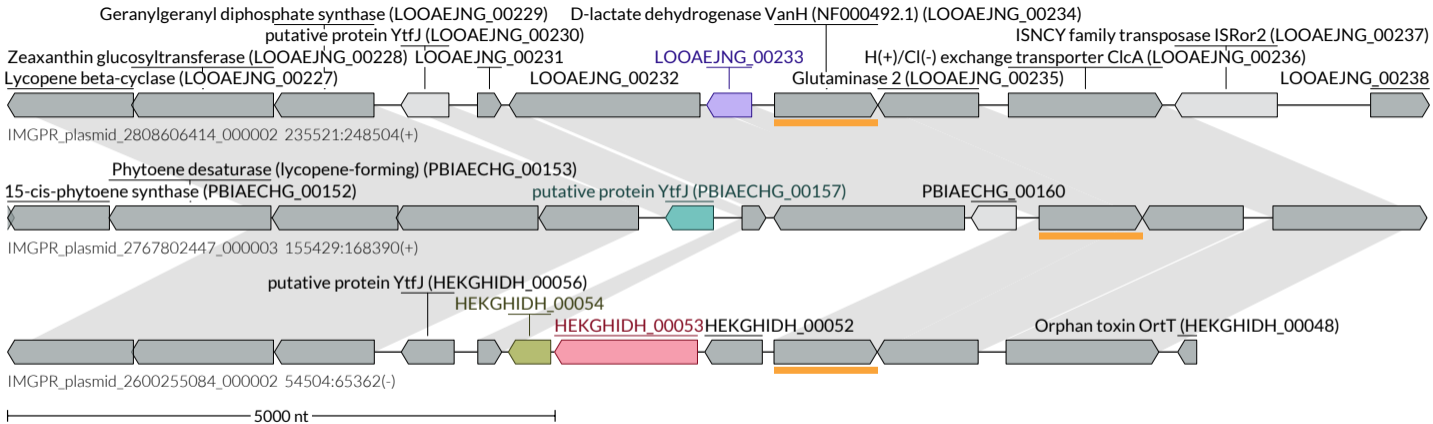 Geranylgeranyl diphosphate synthase (LOOAEJNG_00229) D-lactate dehydrogenase VanH (NF000492.1) (LOOAEJNG_00234)
putative protein YtfJ (LOOAEJNG_00230) ISNCY family transposase ISRor2 (LOOAEJNG_00237)
Zeaxanthin glucosyltransferase (LOOAEJNG_00228) LOOAEJNG_00231 LOOAEJNG_00233 H(+)/Cl(-) exchange transporter ClcA (LOOAEJNG_00236)
Lycopene beta-cyclase (LOOAEJNG_00227) LOOAEJNG_00232 Glutaminase 2 (LOOAEJNG_00235) LOOAEJNG_00238
IMGPR_plasmid_2808606414_000002 235521:248504(+)
Phytoene desaturase (lycopene-forming) (PBIAECHG_00153)
15-cis-phytoene synthase (PBIAECHG_00152) putative protein YtfJ (PBIAECHG_00157) PBIAECHG_00160
IMGPR_plasmid_2767802447_000003 155429:168390(+)
putative protein YtfJ (HEKGHIDH_00056)
HEKGHIDH_00054
HEKGHIDH_00053 HEKGHIDH_00052 Orphan toxin OrtT (HEKGHIDH_00048)
IMGPR_plasmid_2600255084_000002 54504:65362(-)
5000 nt